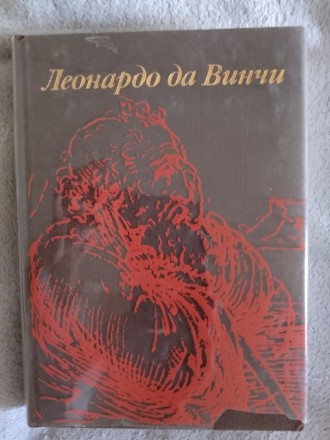 Леонардо да Винчи